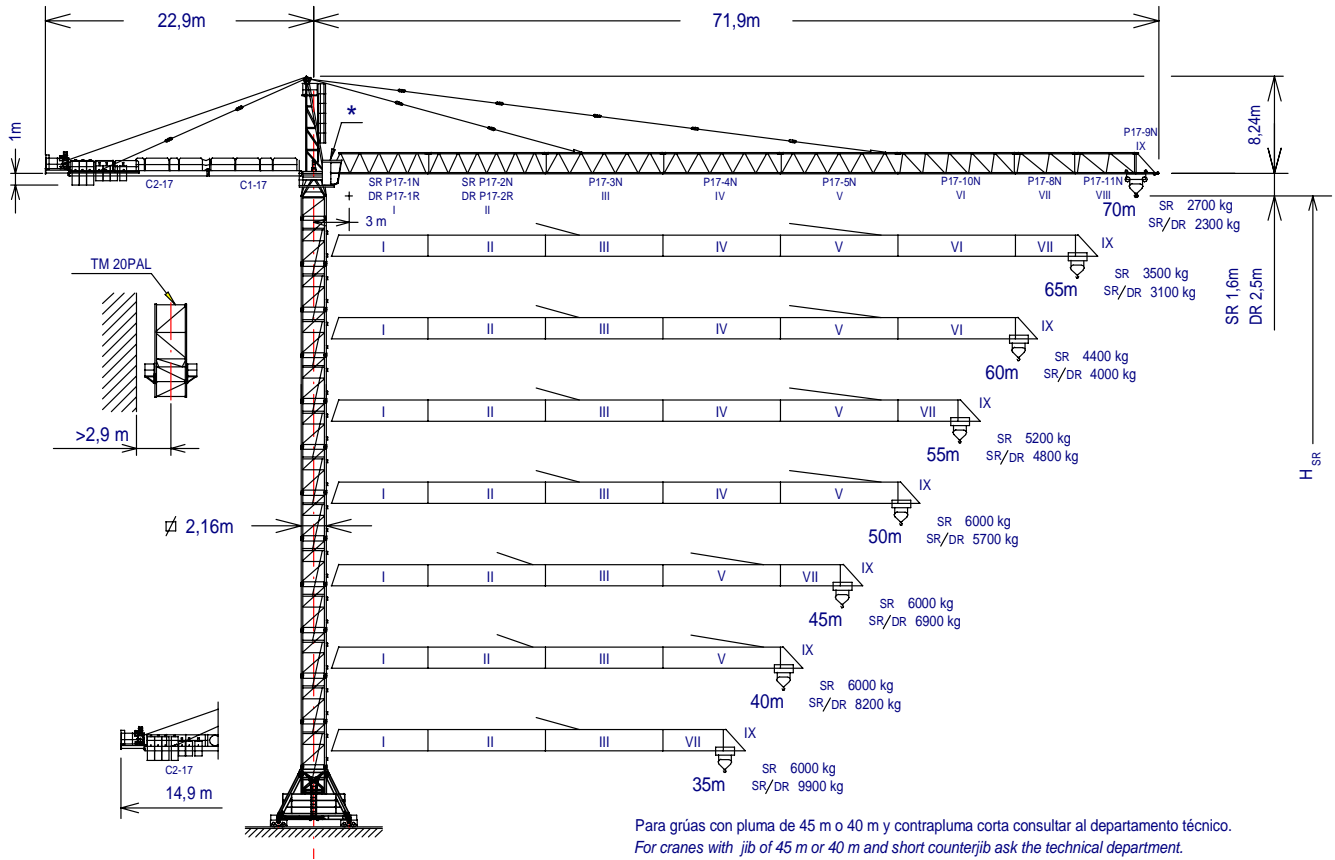 22,9m
71,9m
1m
*
8,24m
P17-9N
IX
C2-17
C1-17
SR P17-1N
DR P17-1R
I
SR P17-2N
DR P17-2R
II
P17-3N
III
P17-4N
IV
P17-5N
V
P17-10N
VI
P17-8N
VII
P17-11N
VIII
3 m
70m
SR 2700 kg
SR/DR 2300 kg
SR 1,6m
DR 2,5m
H SR
I II III IV V VI VII IX
65m
SR 3500 kg
SR/DR 3100 kg
TM 20PAL
>2,9 m
I II III IV V VI IX
60m
SR 4400 kg
SR/DR 4000 kg
I II III IV V VII IX
55m
SR 5200 kg
SR/DR 4800 kg
I II III IV V IX
50m
SR 6000 kg
SR/DR 5700 kg
2,16m
I II III V VII IX
45m
SR 6000 kg
SR/DR 6900 kg
I II III V IX
40m
SR 6000 kg
SR/DR 8200 kg
I II III VII IX
35m
SR 6000 kg
SR/DR 9900 kg
C2-17
14,9 m
Para grúas con pluma de 45 m o 40 m y contrapluma corta consultar al departamento técnico.
For cranes with jib of 45 m or 40 m and short counterjib ask the technical department.